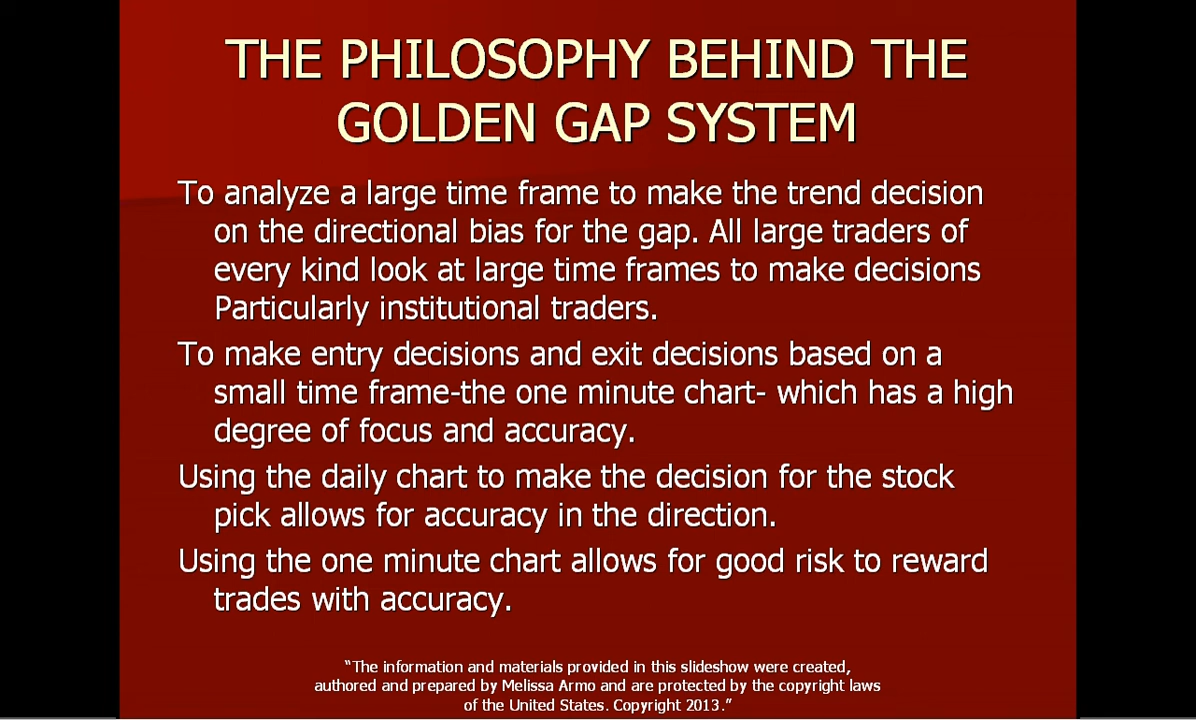 THE PHILOSOPHY BEHIND THE
GOLDEN GAP SYSTEM
To analyze a large time frame to make the trend decision
on the directional bias for the gap. All large traders of
every kind look at large time frames to make decisions
Particularly institutional traders.
To make entry decisions and exit decisions based on a
small time frame-the one minute chart- which has a high
degree of focus and accuracy.
Using the daily chart to make the decision for the stock
pick allows for accuracy in the direction.
Using the one minute chart allows for good risk to reward
trades with accuracy.
“The information and materials provided in this slideshow were created,
authored and prepared by Melissa Armo and are protected by the copyright laws
of the United States. Copyright 2013.”